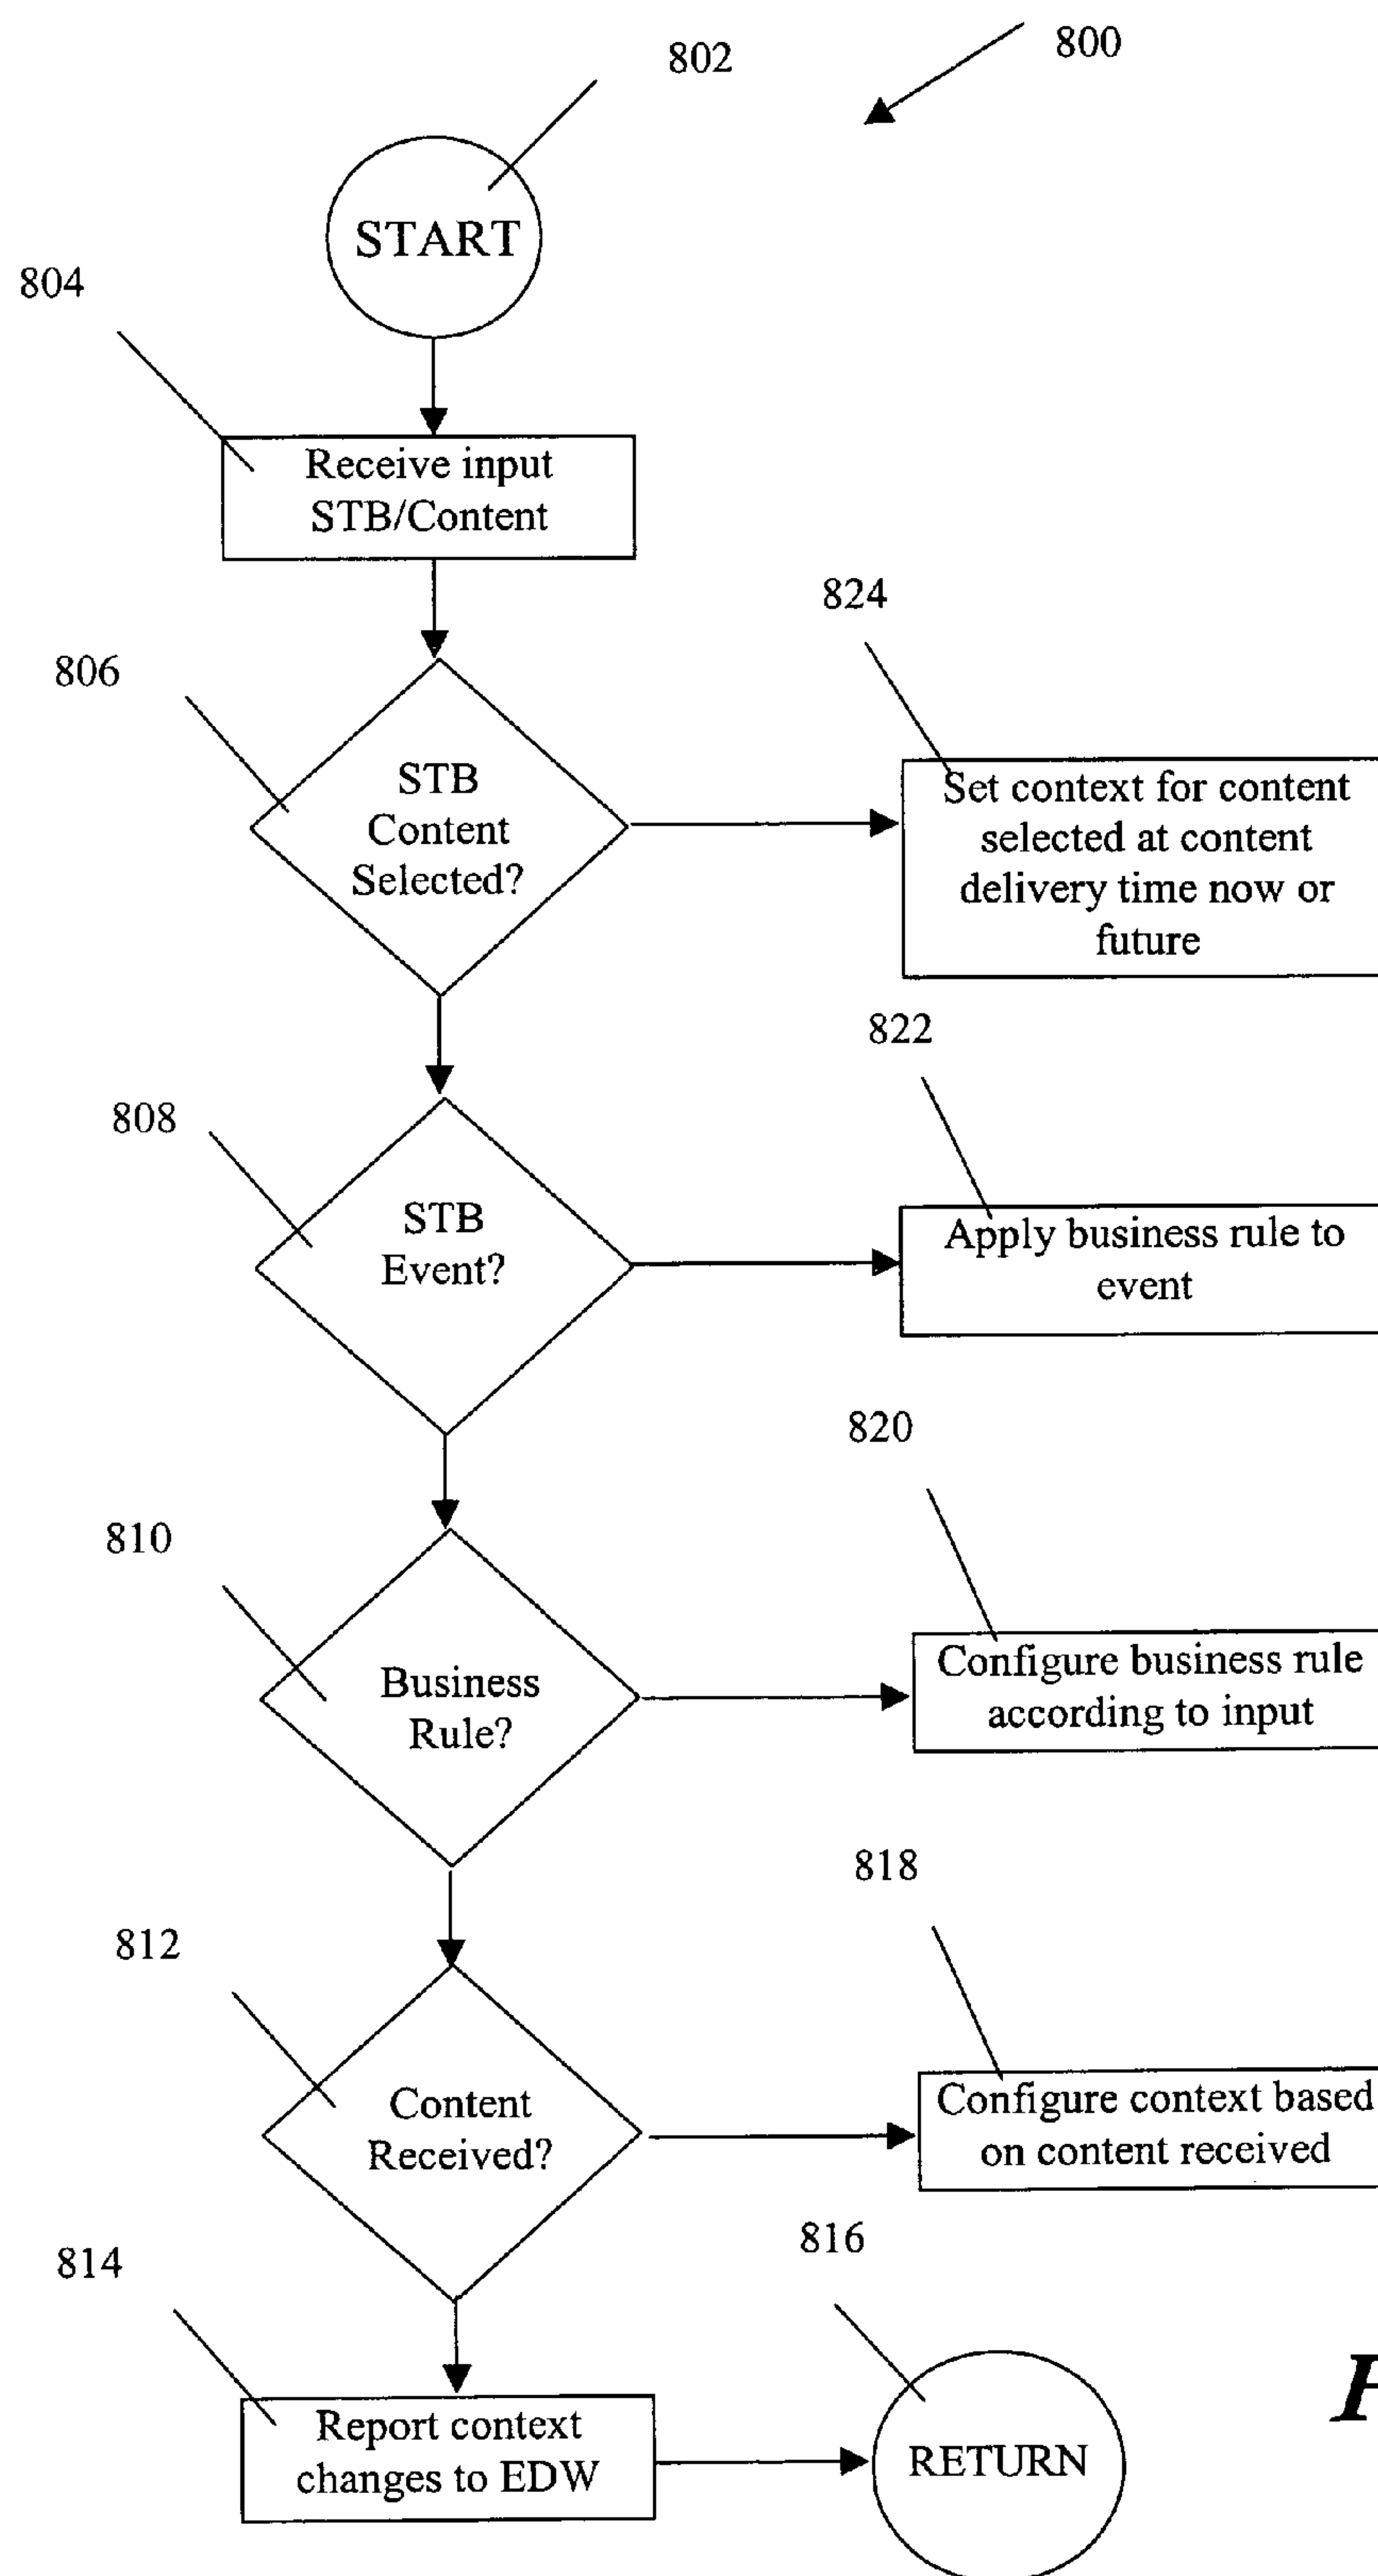 802
800
START
804
Receive input
STB/Content
824
806
STB
Content
Selected?
Set context for content
selected at content
delivery time now or
future
822
808
STB
Event?
Apply business rule to
event
820
810
Business
Rule?
Configure business rule
according to input
818
812
Content
Received?
Configure context based
on content received
816
814
Report context
changes to EDW
RETURN